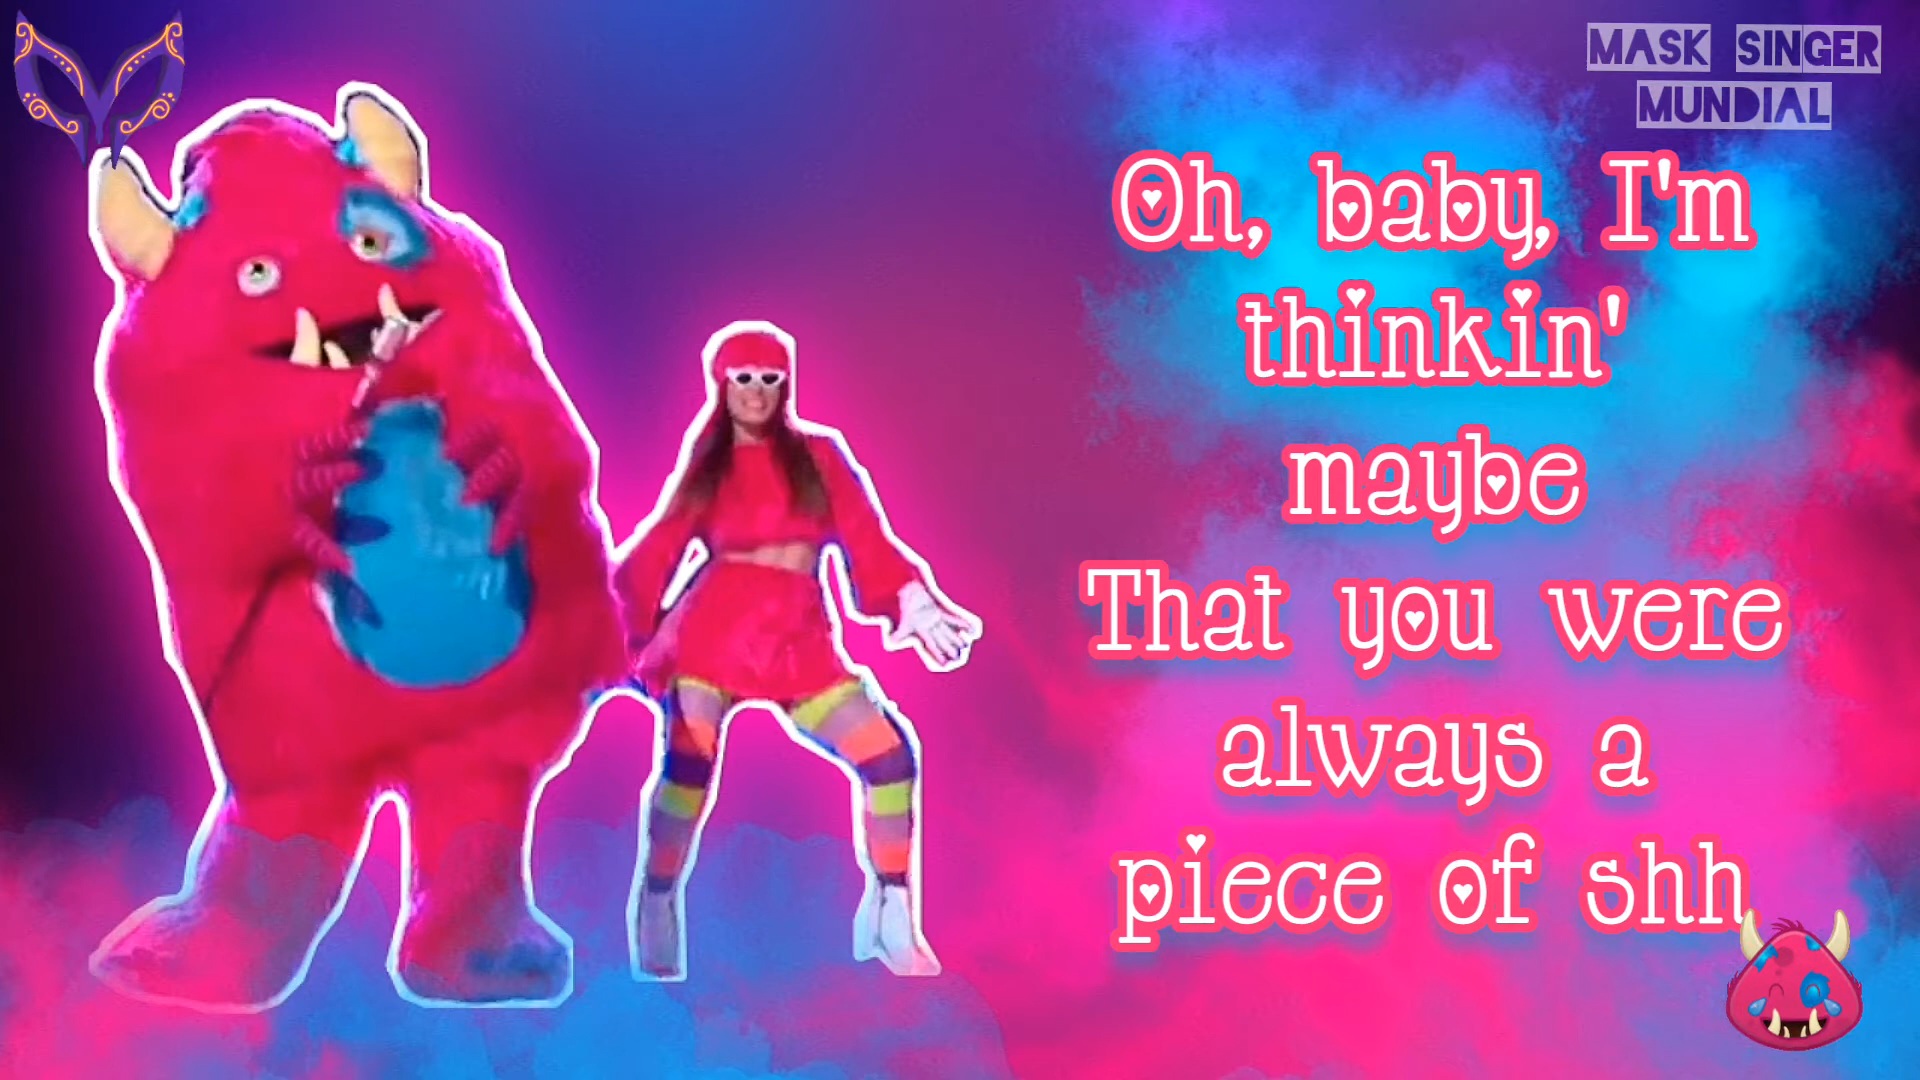 MASK SINGER
MUNDIAL
Oh, baby, I'm
thinkin'
maybe
That you were
always a
piece of shh